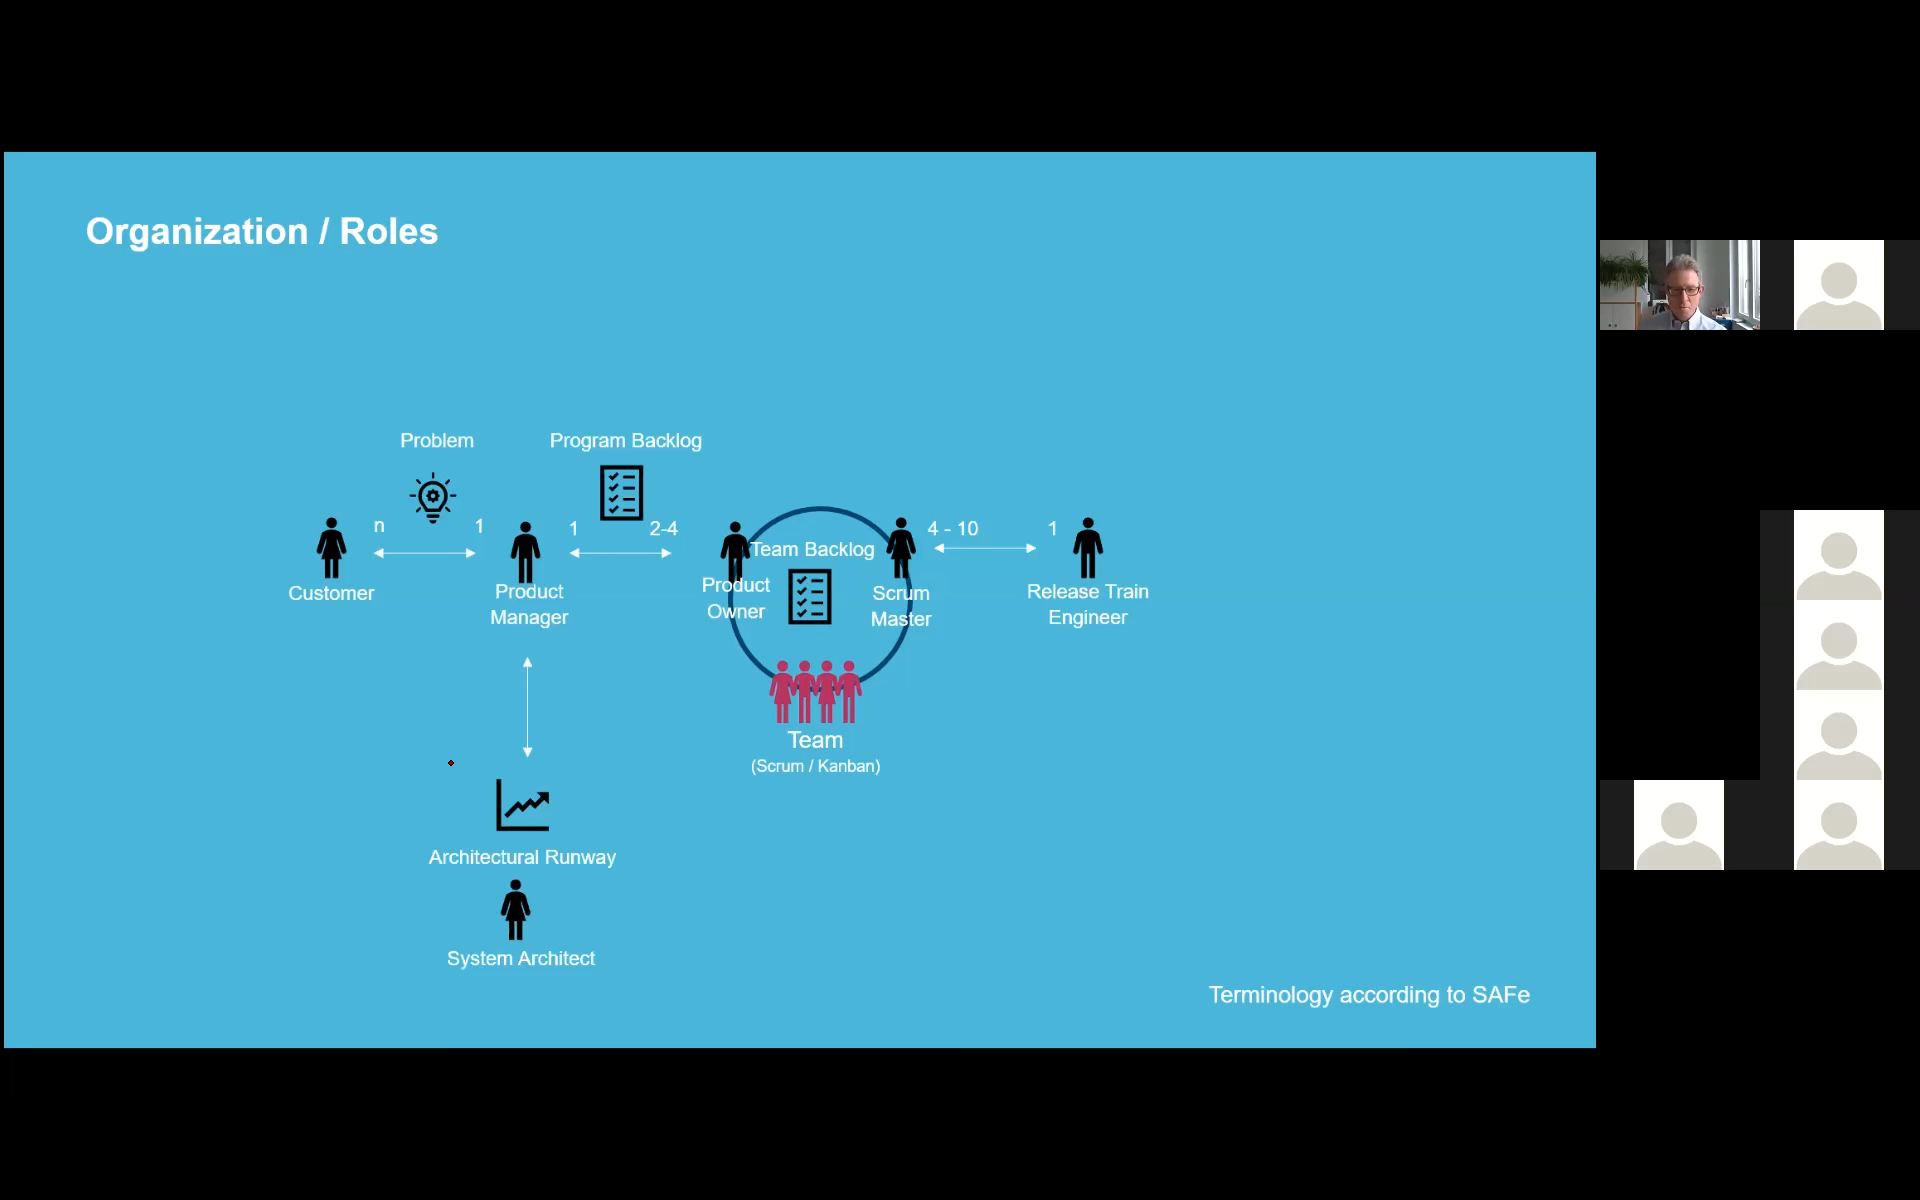 Organization / Roles
Problem
Program Backlog
n
1
1
2-4
4 - 10
1
Team Backlog
Customer
Product
Manager
Product
Owner
Scrum
Master
Release Train
Engineer
Team
(Scrum / Kanban)
Architectural Runway
System Architect
Terminology according to SAFe